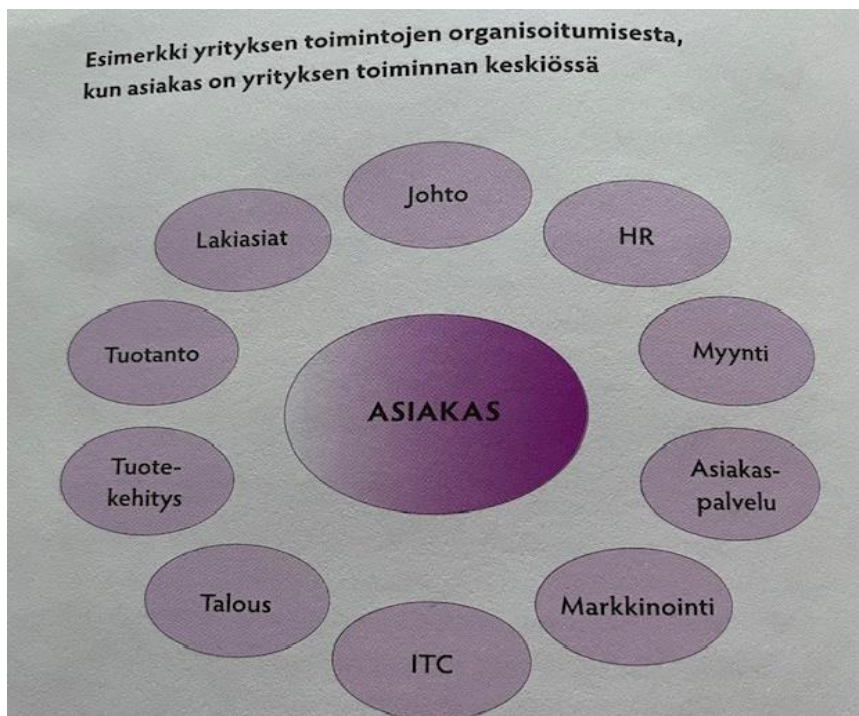 Esimerkki yrityksen toimintojen organisoitumisesta,
kun asiakas on yrityksen toiminnan keskiössä
Johto
Lakiasiat
HR
Tuotanto
Myynti
ASIAKAS
Tuote-
kehitys
Asiakas-
palvelu
Talous
Markkinointi
ITC